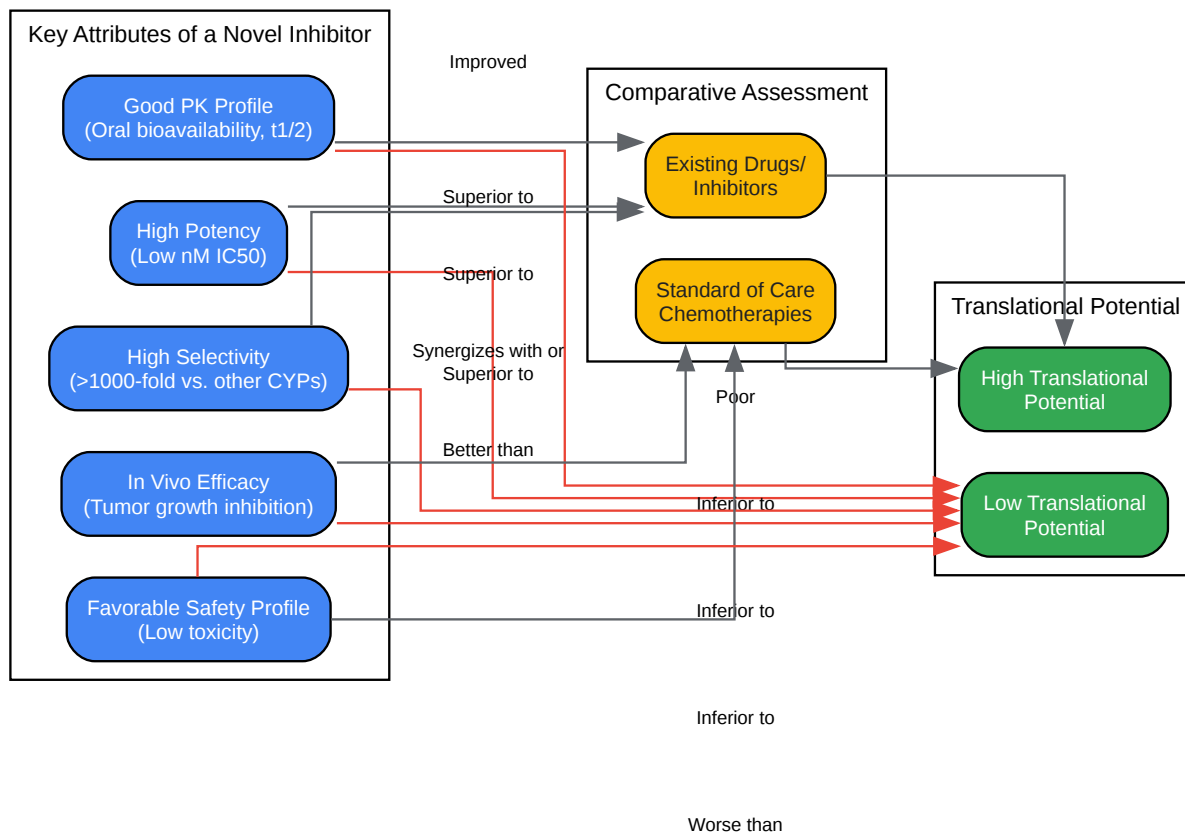 Key Attributes of a Novel Inhibitor
Good PK Profile
(Oral bioavailability, t1/2)
High Potency
(Low nM IC50)
High Selectivity
(>1000-fold vs. other CYPs)
In Vivo Efficacy
(Tumor growth inhibition)
Favorable Safety Profile
(Low toxicity)
Improved
Superior to
Superior to
Synergizes with or
Superior to
Better than
Comparative Assessment
Existing Drugs/
Inhibitors
Standard of Care
Chemotherapies
Poor
Inferior to
Inferior to
Inferior to
Worse than
Translational Potential
High Translational
Potential
Low Translational
Potential